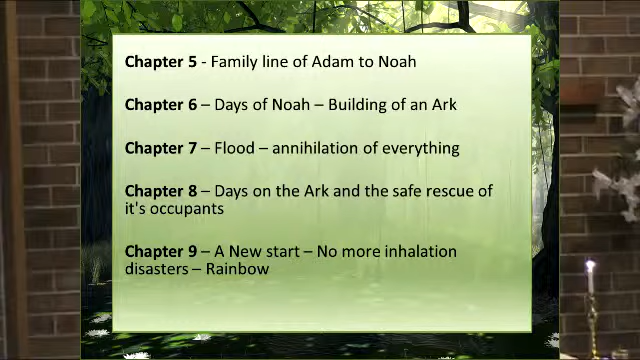 Chapter 5 - Family line of Adam to Noah
Chapter 6 – Days of Noah – Building of an Ark
Chapter 7 – Flood – annihilation of everything
Chapter 8 – Days on the Ark and the safe rescue of
it's occupants
Chapter 9 – A New start – No more inhalation
disasters – Rainbow